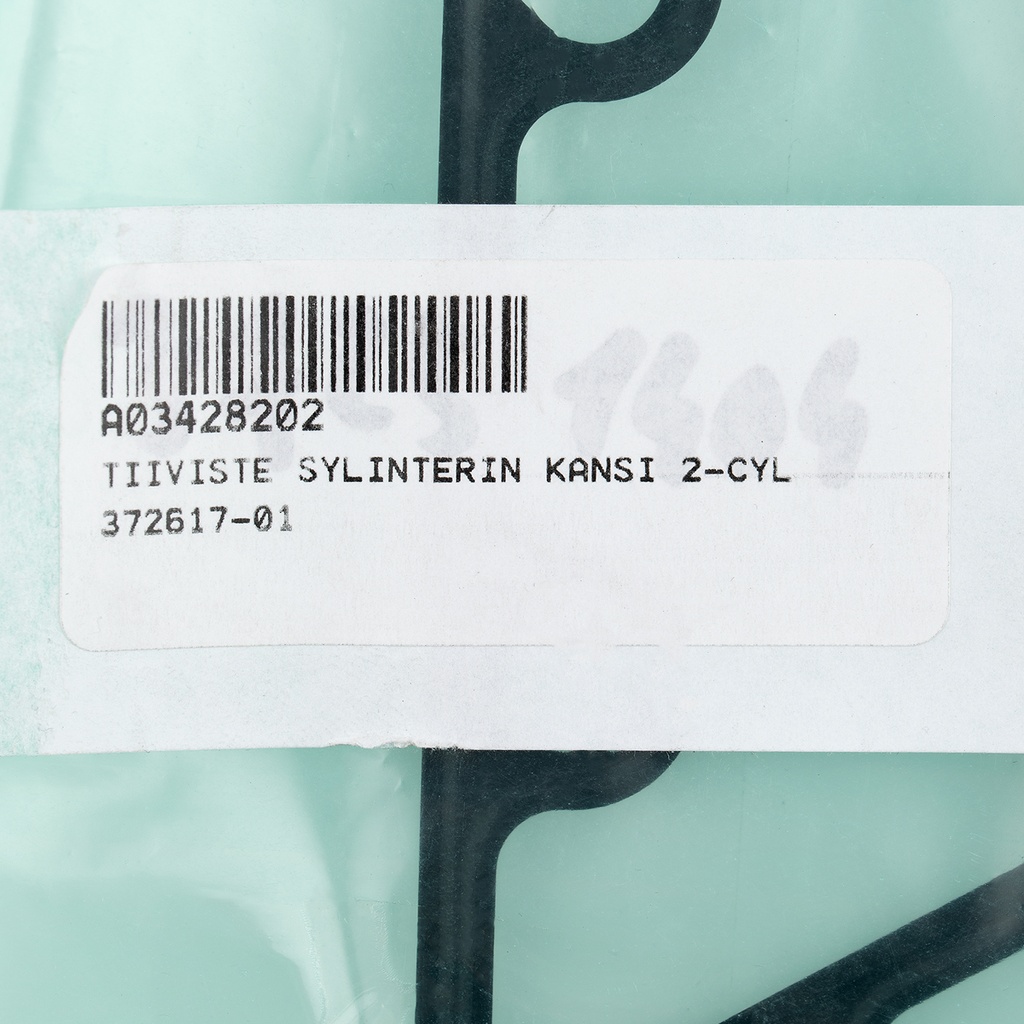 A03428202
TIIVISTE SYLINTERIN KANSI 2-CYL
372617-01